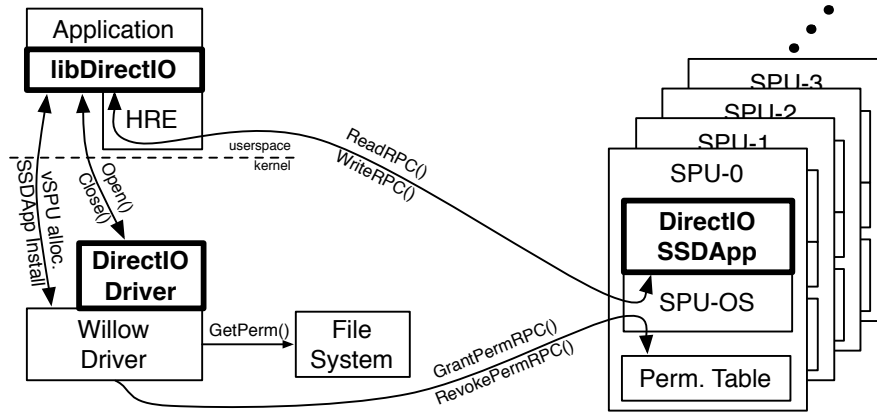 Application
libDirectIO
HRE
userspace
kernel
ReadRPC()
WriteRPC()
vSPU alloc.
SSDApp Install
Open()
Close()
DirectIO
Driver
Willow
Driver
GetPerm()
File
System
GrantPermRPC()
RevokePermRPC()
SPU-3
SPU-2
SPU-1
SPU-0
DirectIO
SSDApp
SPU-OS
Perm. Table